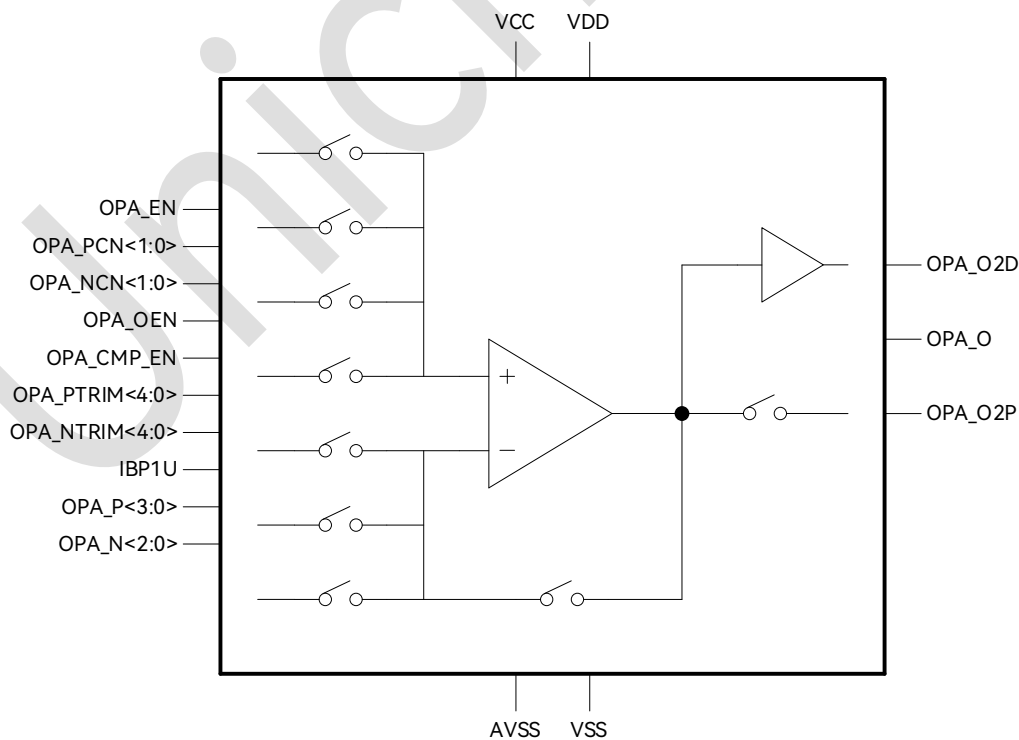 VCC VDD
OPA_EN
OPA_PCN<1:0>
OPA_NCN<1:0>
OPA_OEN
OPA_CMP_EN
OPA_PTRIM<4:0>
OPA_NTRIM<4:0>
IBP1U
OPA_P<3:0>
OPA_N<2:0>
+
−
OPA_O2D
OPA_O
OPA_O2P
AVSS VSS